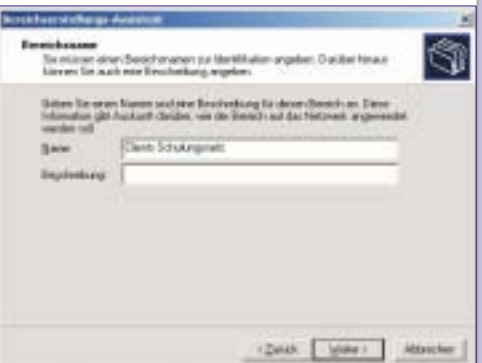 Bereichserstellungs-Assistent
Bereichsname
Sie müssen einen Bereichsnamen zur Identifikation angeben. Darüber hinaus
können Sie auch eine Beschreibung angeben.
Geben Sie einen Namen und eine Beschreibung für diesen Bereich an. Diese
Information gibt Auskunft darüber, wie der Bereich auf das Netzwerk angewendet
werden soll.
Name:
Clients Schulungsnetz
Beschreibung:
< Zurück
Weiter >
Abbrechen